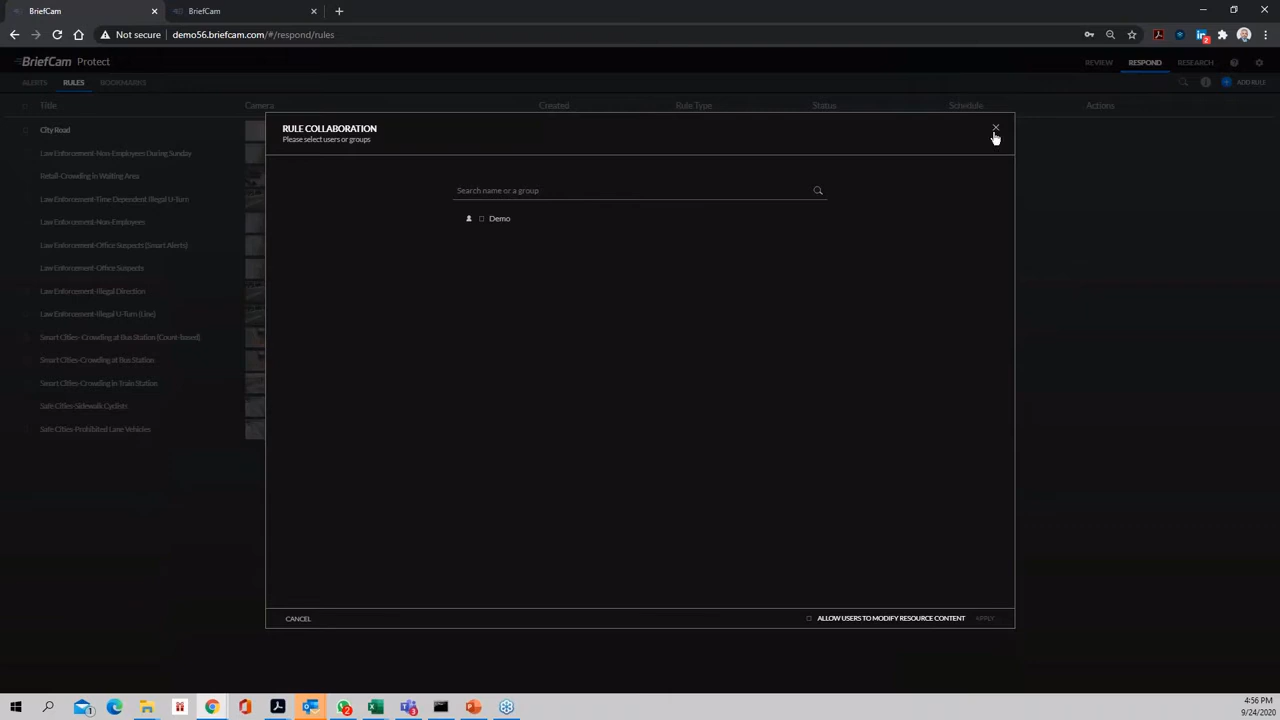 BriefCam
BriefCam
Not secure | demo56.briefcam.com/#/respond/rules
2
BriefCam Protect
REVIEW RESPOND RESEARCH
ALERTS RULES BOOKMARKS
ADD RULE
Title Camera Created Rule Type Status Schedule Actions
City Road
Law Enforcement-Non-Employees During Sunday
Retail-Crowding in Waiting Area
Law Enforcement-Time Dependent Illegal U-Turn
Law Enforcement-Non-Employees
Law Enforcement-Office Suspects (Smart Alerts)
Law Enforcement-Office Suspects
Law Enforcement-Illegal Direction
Law Enforcement-Illegal U-Turn (Line)
Smart Cities- Crowding at Bus Station (Count-based)
Smart Cities-Crowding at Bus Station
Smart Cities-Crowding in Train Station
Safe Cities-Sidewalk Cyclists
Safe Cities-Prohibited Lane Vehicles
RULE COLLABORATION
Please select users or groups
Search name or a group
Demo
CANCEL
ALLOW USERS TO MODIFY RESOURCE CONTENT APPLY
4:56 PM
9/24/2020